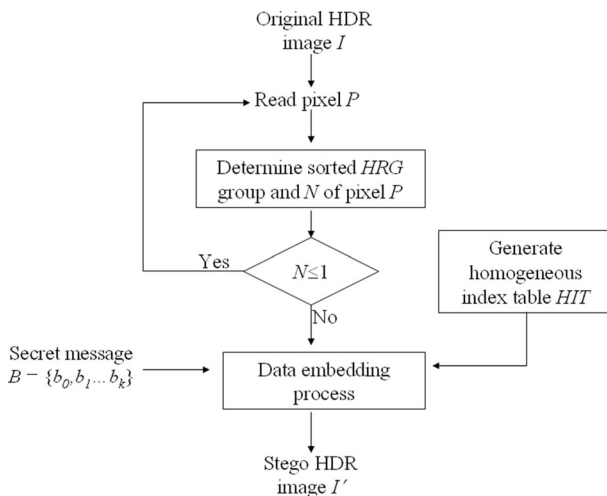 Original HDR
image I
Read pixel P
Determine sorted HRG
group and N of pixel P
Yes
N≤1
Generate
homogeneous
index table HIT
No
Secret message
B = {b₀,b₁...bₖ}
Data embedding
process
Stego HDR
image I′